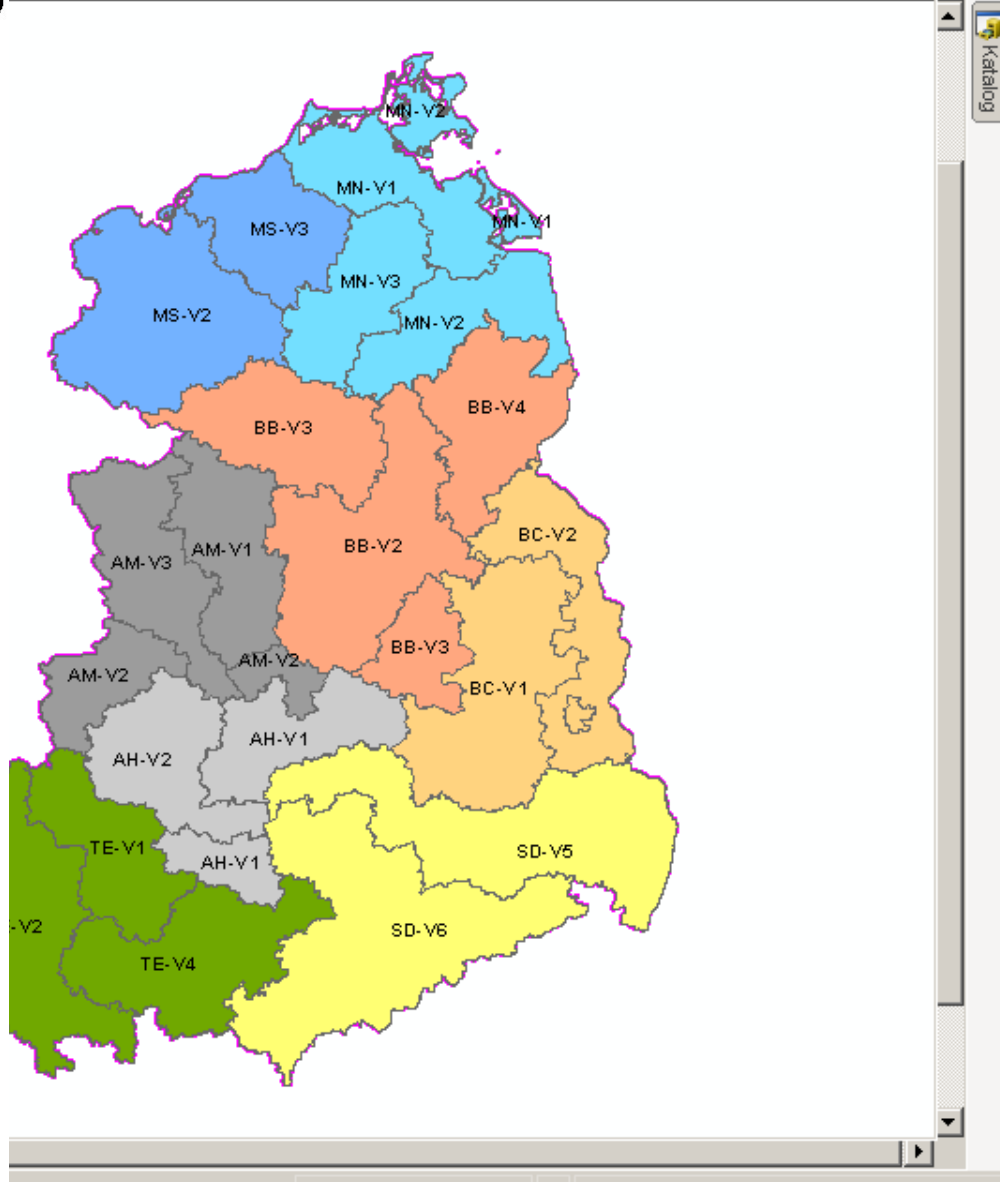 Katalog
MN-V2
MN-V1
MN-V1
MS-V3
MN-V3
MS-V2
MN-V2
BB-V4
BB-V3
BC-V2
BB-V2
AM-V1
AM-V3
BB-V3
AM-V2
AM-V2
BC-V1
AH-V1
AH-V2
TE-V1
SD-V5
AH-V1
-V2
SD-V6
TE-V4